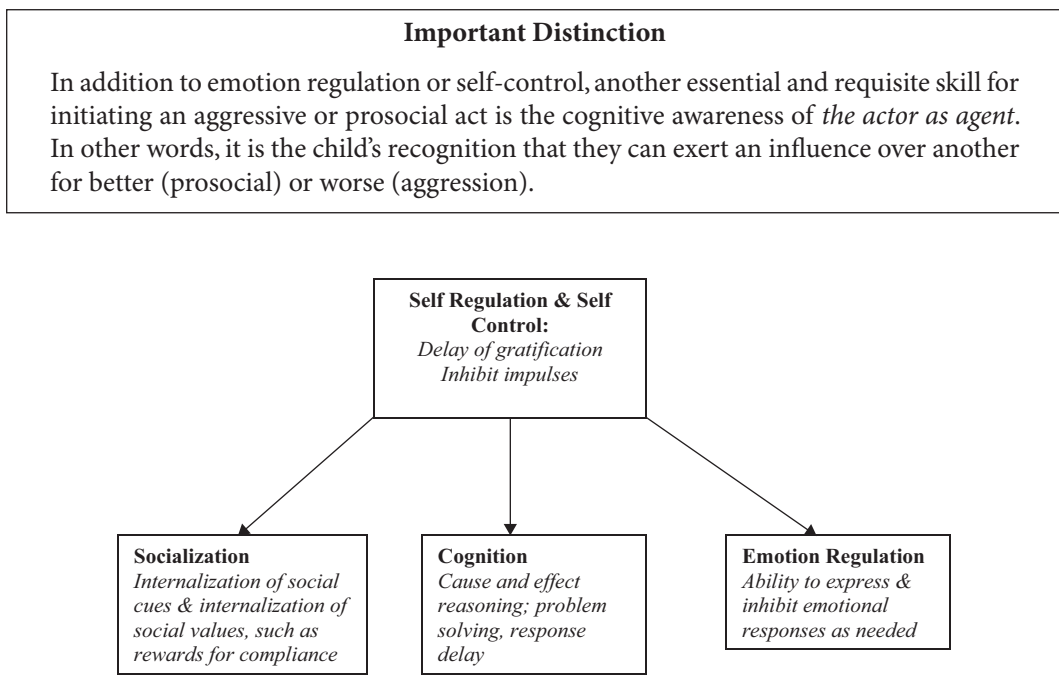 Important Distinction
In addition to emotion regulation or self-control, another essential and requisite skill for
initiating an aggressive or prosocial act is the cognitive awareness of the actor as agent.
In other words, it is the child’s recognition that they can exert an influence over another
for better (prosocial) or worse (aggression).
Self Regulation & Self
Control:
Delay of gratification
Inhibit impulses
Socialization
Internalization of social
cues & internalization of
social values, such as
rewards for compliance
Cognition
Cause and effect
reasoning; problem
solving, response
delay
Emotion Regulation
Ability to express &
inhibit emotional
responses as needed